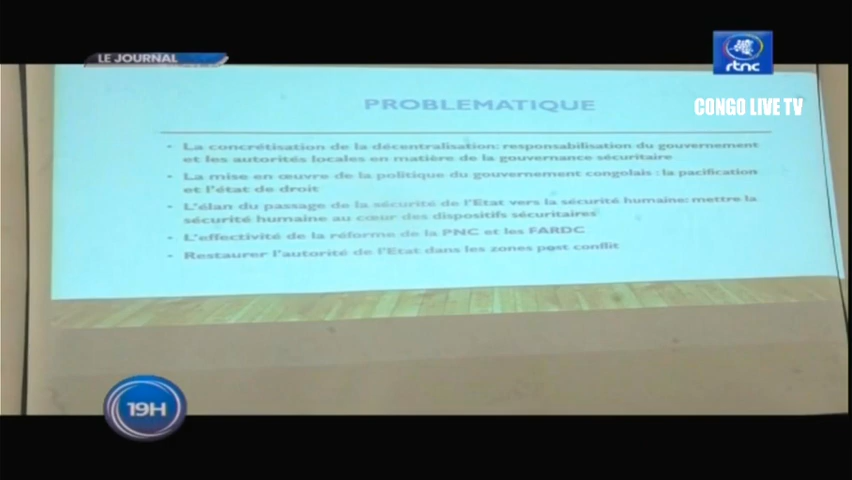 LE JOURNAL
rtnc
CONGO LIVE TV
PROBLEMATIQUE
- La concrétisation de la décentralisation: responsabilisation du gouvernement
et les autorités locales en matière de la gouvernance sécuritaire
- La mise en œuvre de la politique du gouvernement congolais : la pacification
et l'état de droit
- L'élan du passage de la sécurité de l'Etat vers la sécurité humaine: mettre la
sécurité humaine au cœur des dispositifs sécuritaires
- L'effectivité de la réforme de la PNC et les FARDC
- Restaurer l'autorité de l'Etat dans les zones post conflit
19H